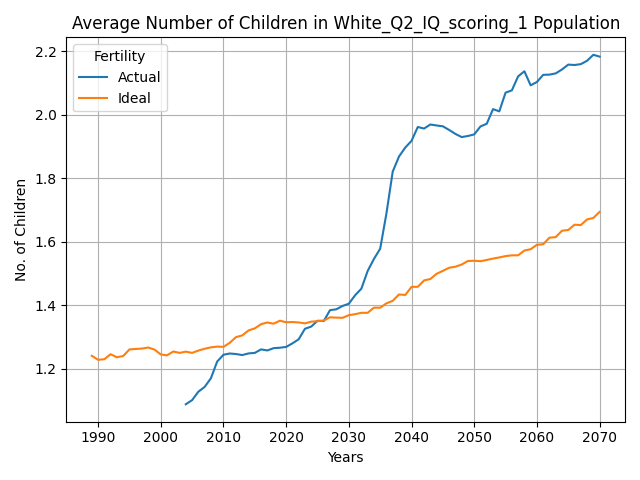 Average Number of Children in White_Q2_IQ_scoring_1 Population
Fertility
Actual
Ideal
No. of Children
2.2
2.0
1.8
1.6
1.4
1.2
1990 2000 2010 2020 2030 2040 2050 2060 2070
Years